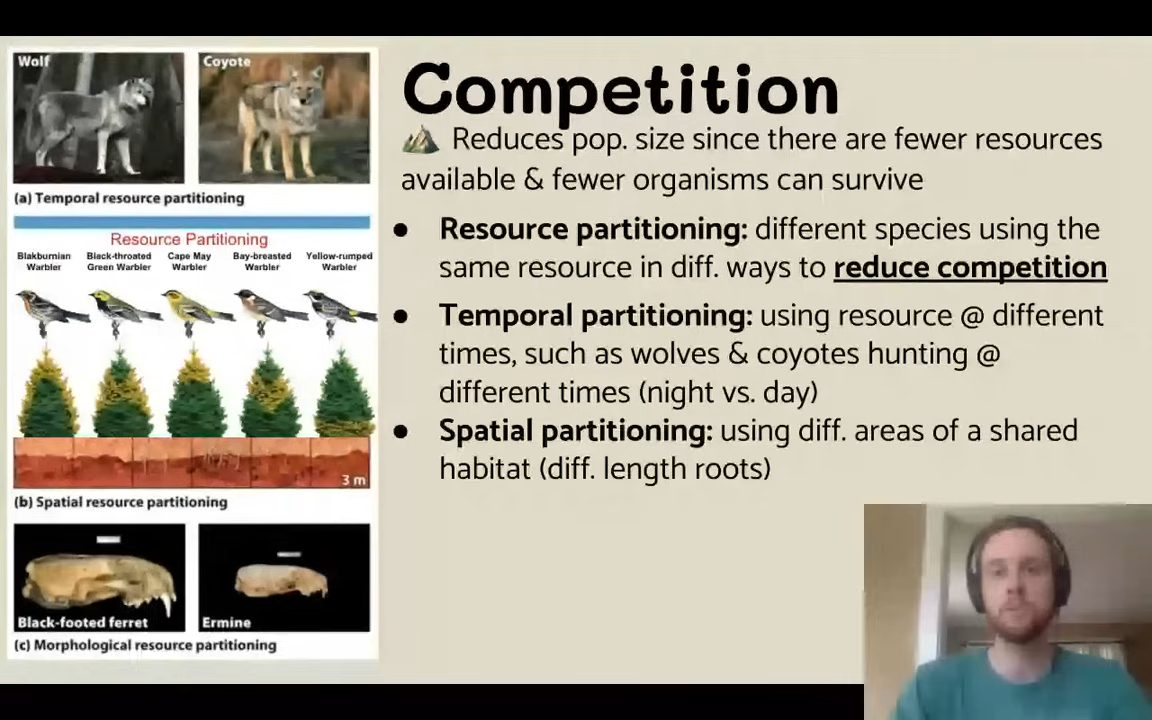 Competition
Reduces pop. size since there are fewer resources
available & fewer organisms can survive
● Resource partitioning: different species using the
same resource in diff. ways to reduce competition
● Temporal partitioning: using resource @ different
times, such as wolves & coyotes hunting @
different times (night vs. day)
● Spatial partitioning: using diff. areas of a shared
habitat (diff. length roots)
Wolf
Coyote
(a) Temporal resource partitioning
Resource Partitioning
Blakburnian
Warbler
Black-throated
Green Warbler
Cape May
Warbler
Bay-breasted
Warbler
Yellow-rumped
Warbler
3 m
(b) Spatial resource partitioning
Black-footed ferret
Ermine
(c) Morphological resource partitioning